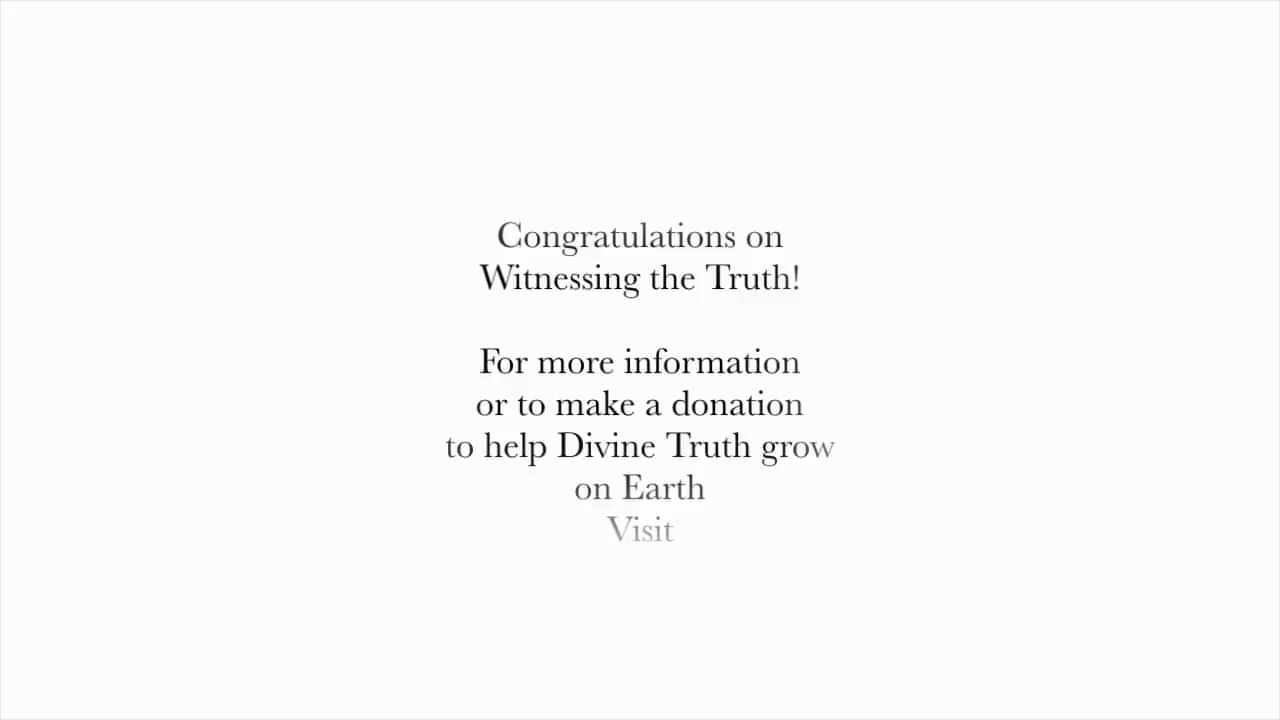 Congratulations on
Witnessing the Truth!
For more information
or to make a donation
to help Divine Truth grow
on Earth
Visit